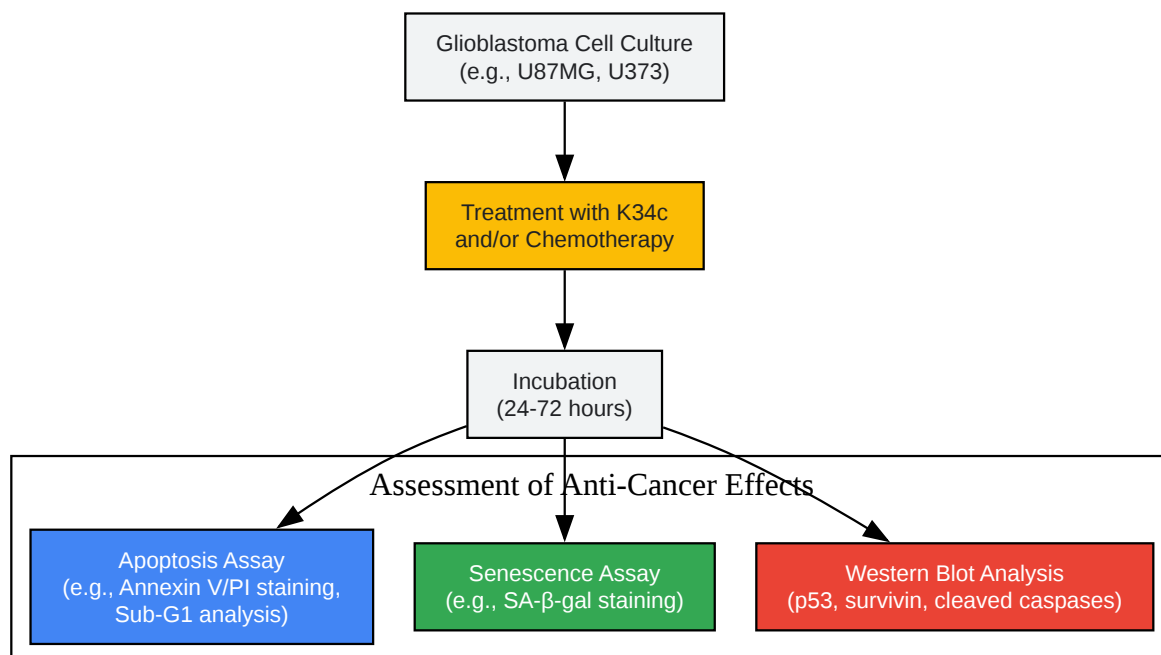 Glioblastoma Cell Culture
(e.g., U87MG, U373)
Treatment with K34c
and/or Chemotherapy
Incubation
(24-72 hours)
Assessment of Anti-Cancer Effects
Apoptosis Assay
(e.g., Annexin V/PI staining,
Sub-G1 analysis)
Senescence Assay
(e.g., SA-β-gal staining)
Western Blot Analysis
(p53, survivin, cleaved caspases)